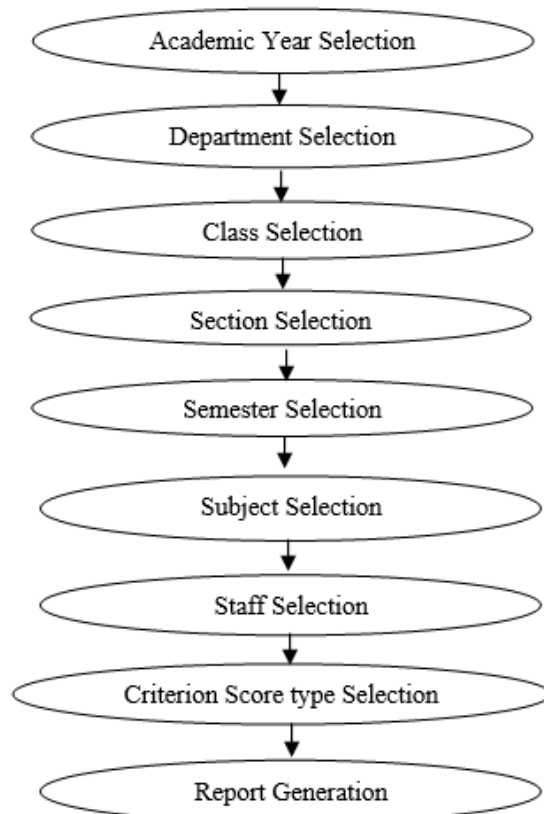 Academic Year Selection
Department Selection
Class Selection
Section Selection
Semester Selection
Subject Selection
Staff Selection
Criterion Score type Selection
Report Generation